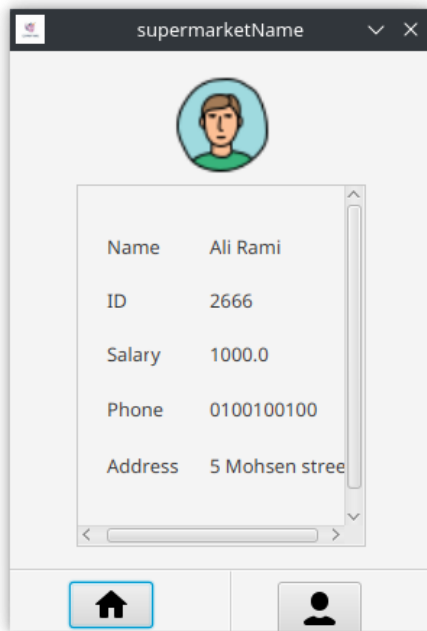 supermarketName
Name Ali Rami
ID 2666
Salary 1000.0
Phone 0100100100
Address 5 Mohsen stree